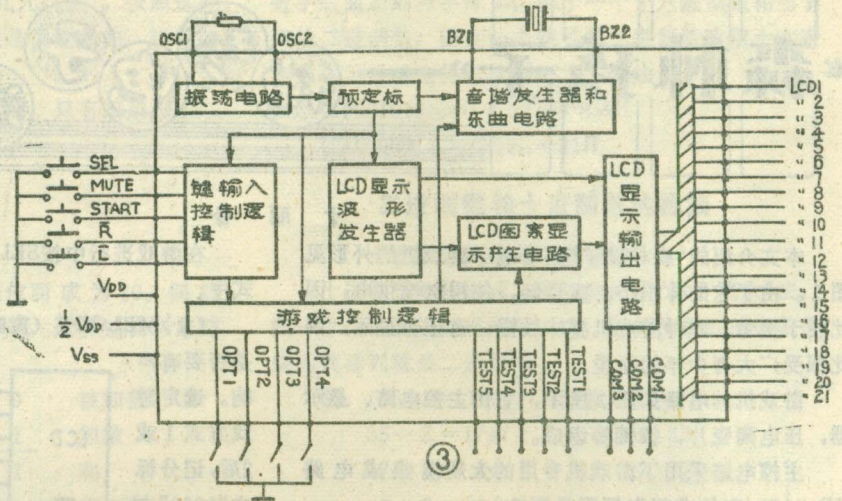 OSC1
OSC2
BZ1
BZ2
振荡电路
预定标
音谐发生器和
乐曲电路
SEL
MUTE
START
R̅
L̅
VDD
½VDD
VSS
键输入
控制逻
辑
LCD显示
波形
发生器
LCD图素显
示产生电路
LCD
显示
输出
电路
游戏控制逻辑
OPT1
OPT2
OPT3
OPT4
TEST5
TEST4
TEST3
TEST2
TEST1
COM3
COM2
COM1
LCD1
" 2
" 3
" 4
" 5
" 6
" 7
" 8
" 9
" 10
" 11
" 12
" 13
" 14
" 15
" 16
" 17
" 18
" 19
" 20
" 21
③